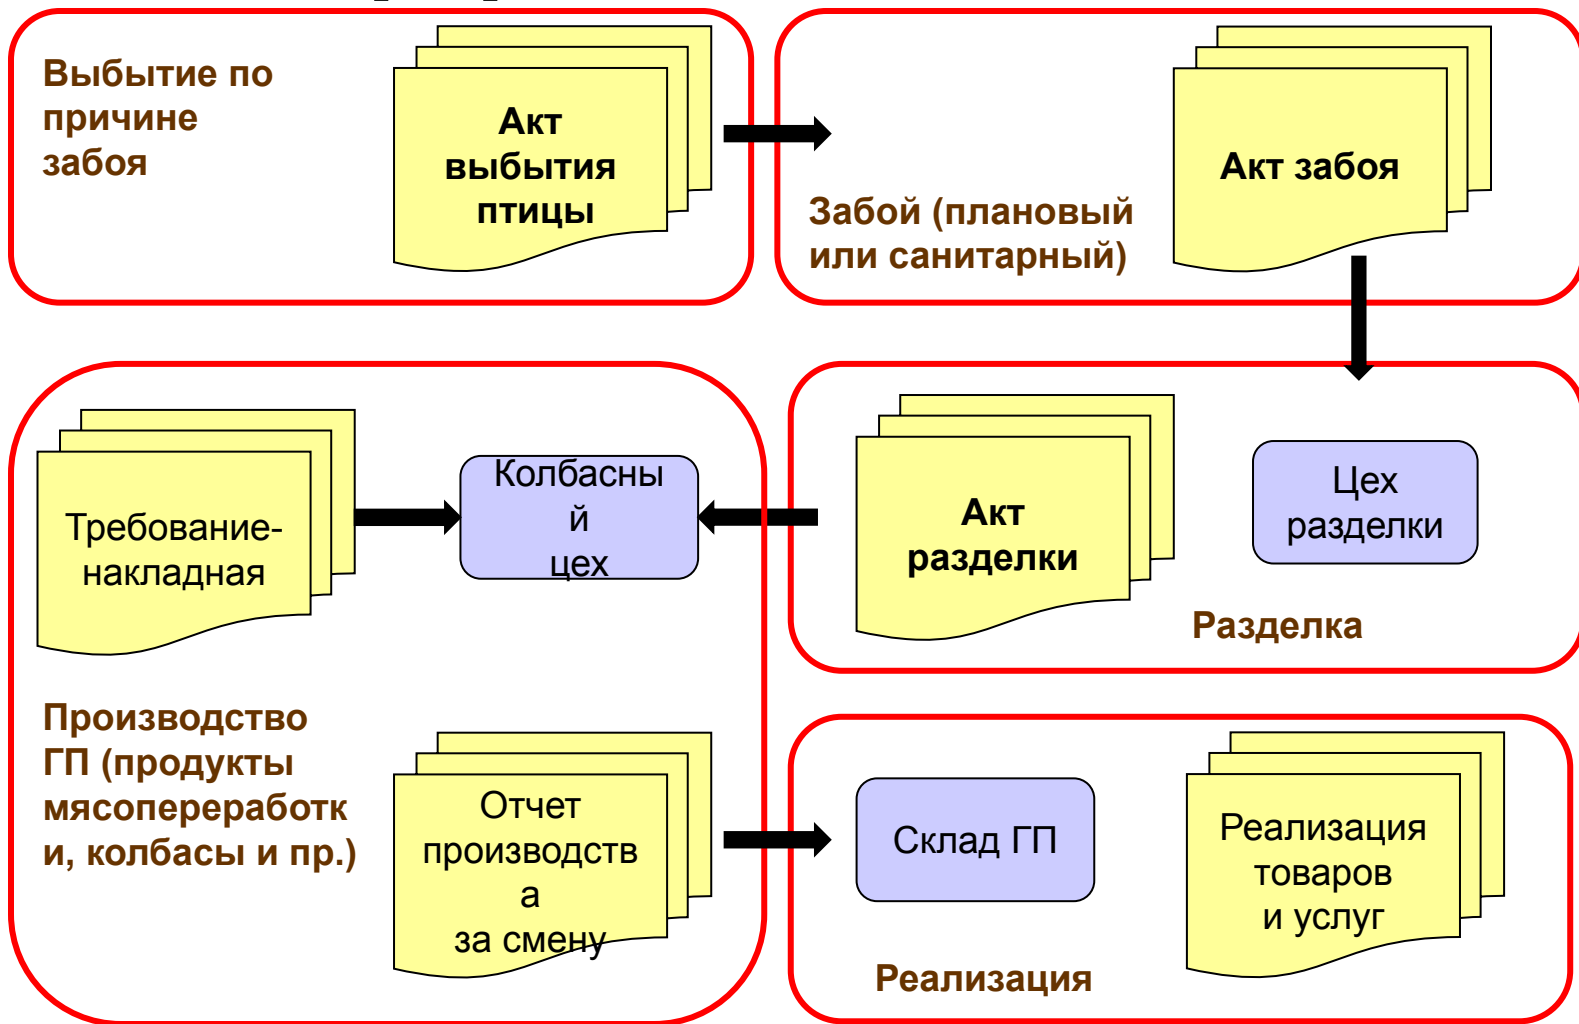 Выбытие по
причине
забоя
Акт
выбытия
птицы
Забой (плановый
или санитарный)
Акт забоя
Требование-
накладная
Колбасны
й
цех
Акт
разделки
Цех
разделки
Разделка
Производство
ГП (продукты
мясопереработк
и, колбасы и пр.)
Отчет
производств
а
за смену
Склад ГП
Реализация
товаров
и услуг
Реализация